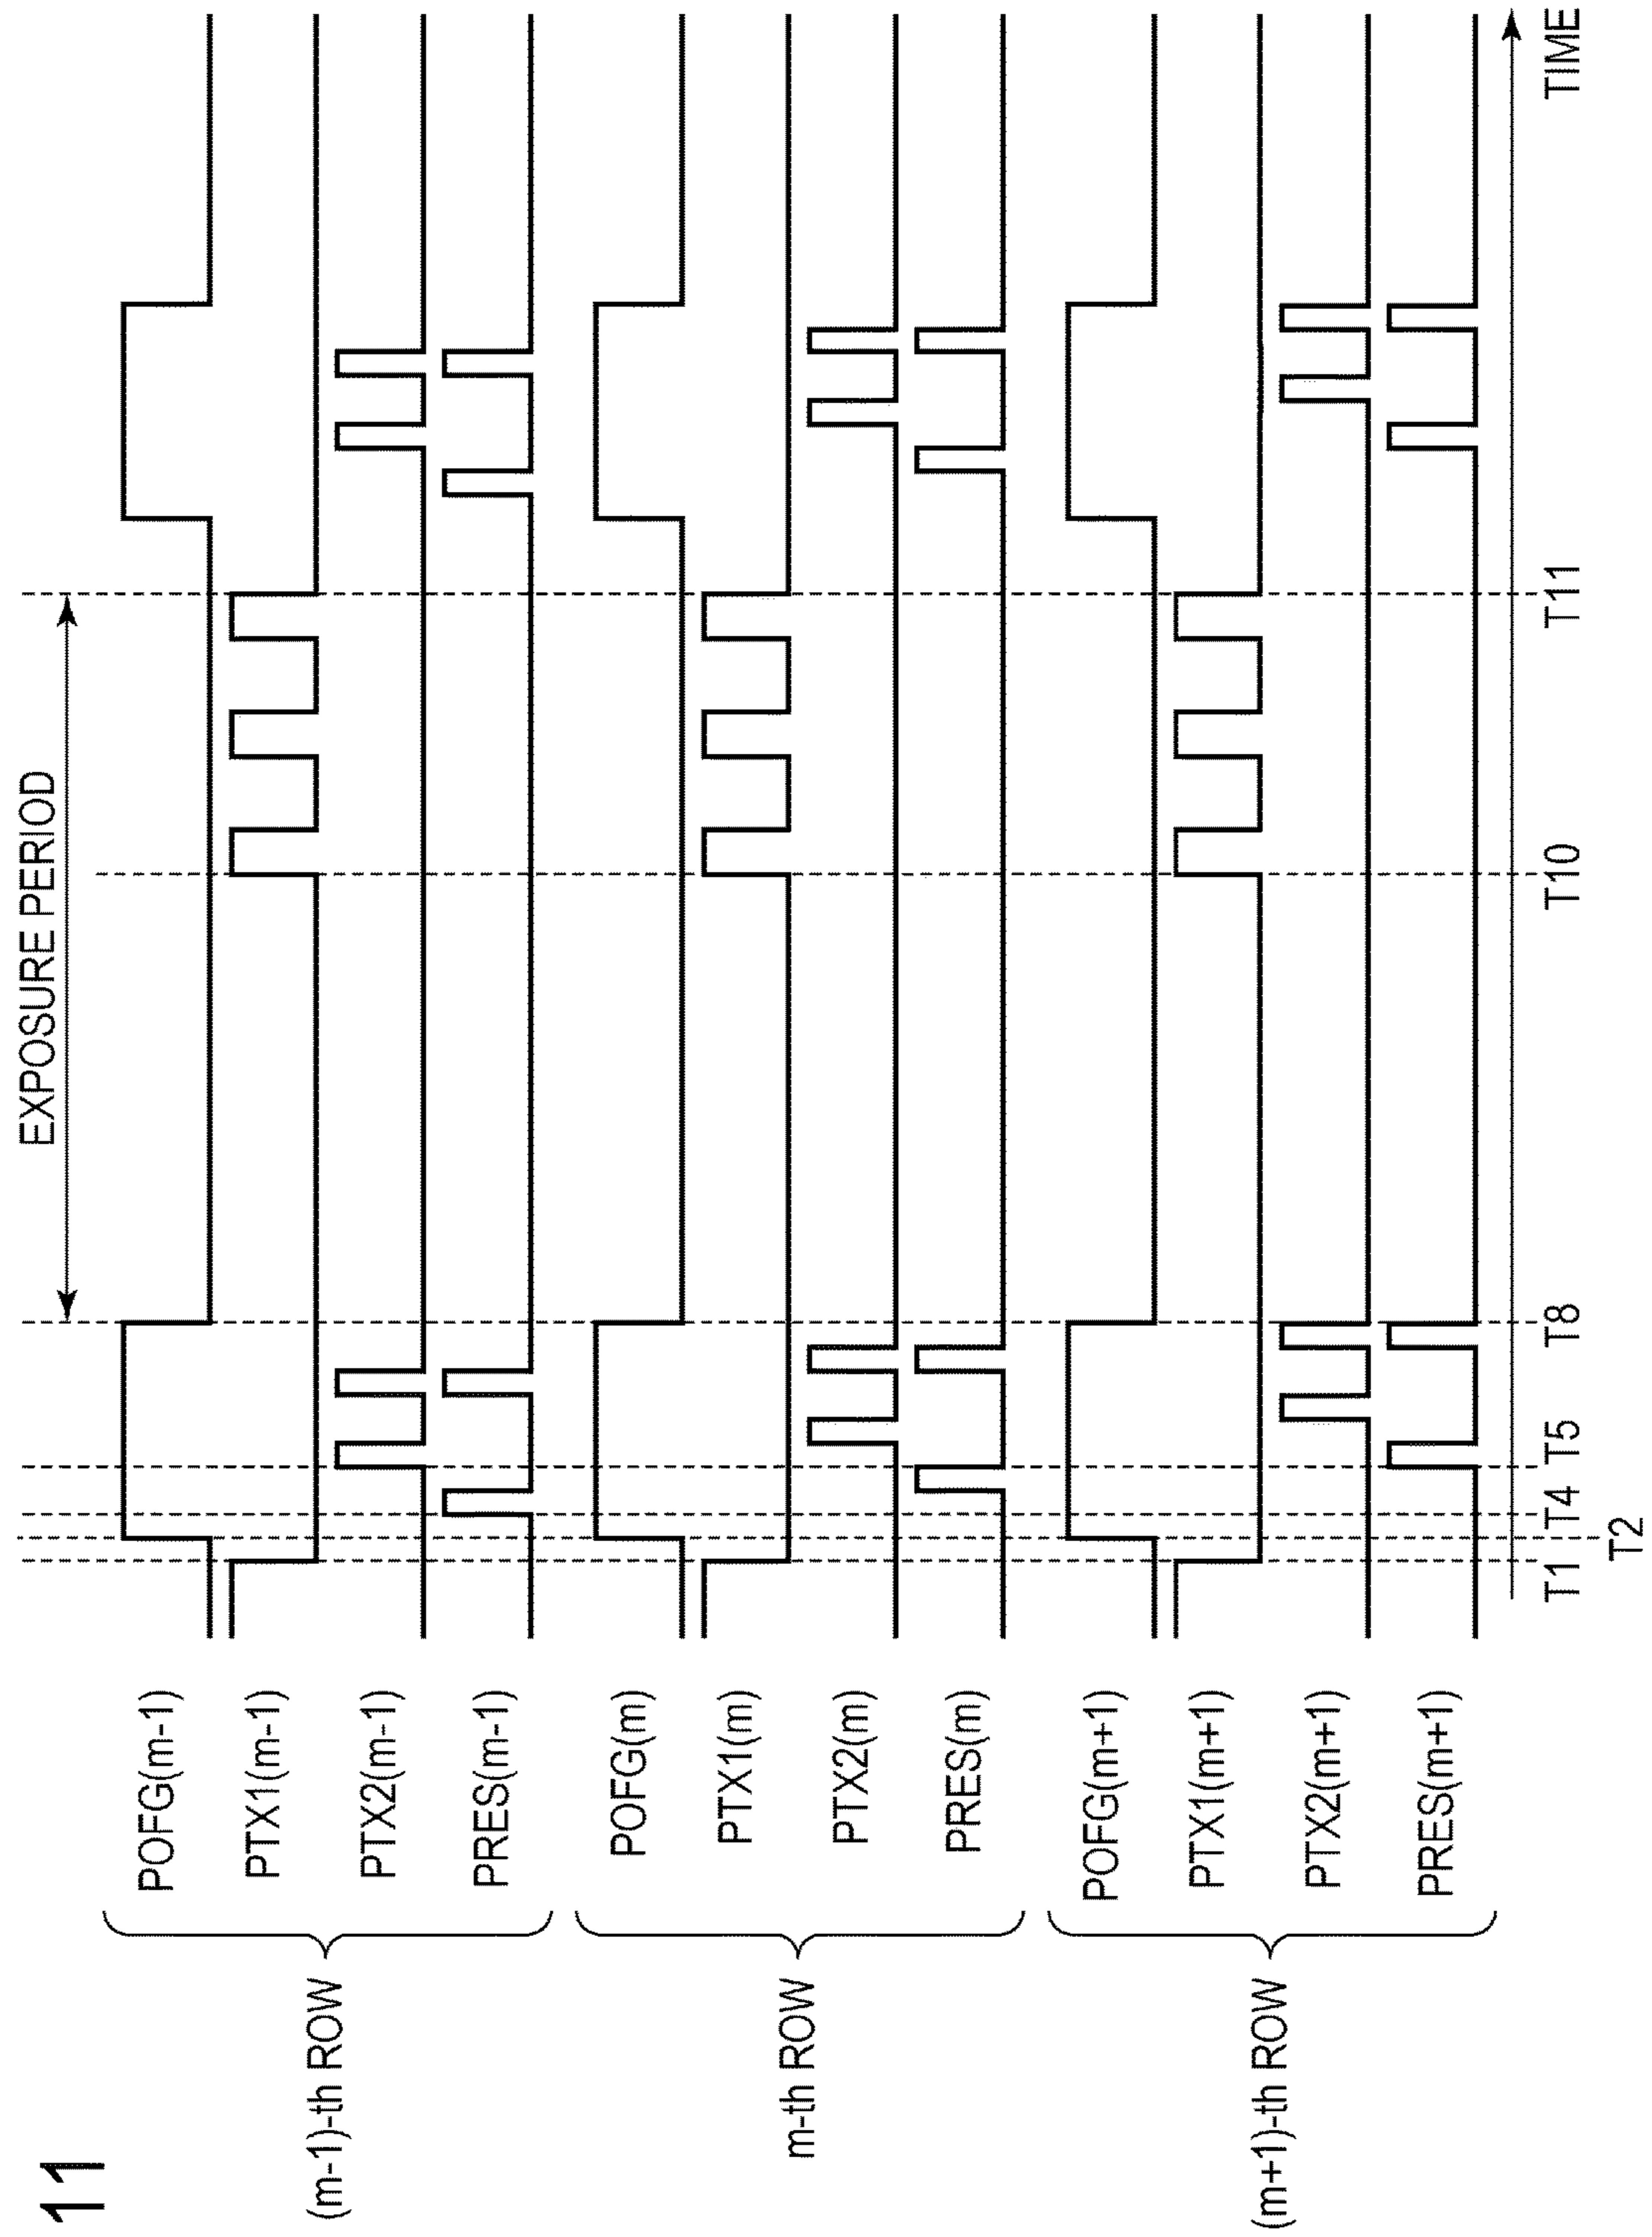 11
EXPOSURE PERIOD
(m-1)-th ROW
POFG(m-1)
PTX1(m-1)
PTX2(m-1)
PRES(m-1)
m-th ROW
POFG(m)
PTX1(m)
PTX2(m)
PRES(m)
(m+1)-th ROW
POFG(m+1)
PTX1(m+1)
PTX2(m+1)
PRES(m+1)
T1 T4 T5 T8 T10 T11 TIME
T2